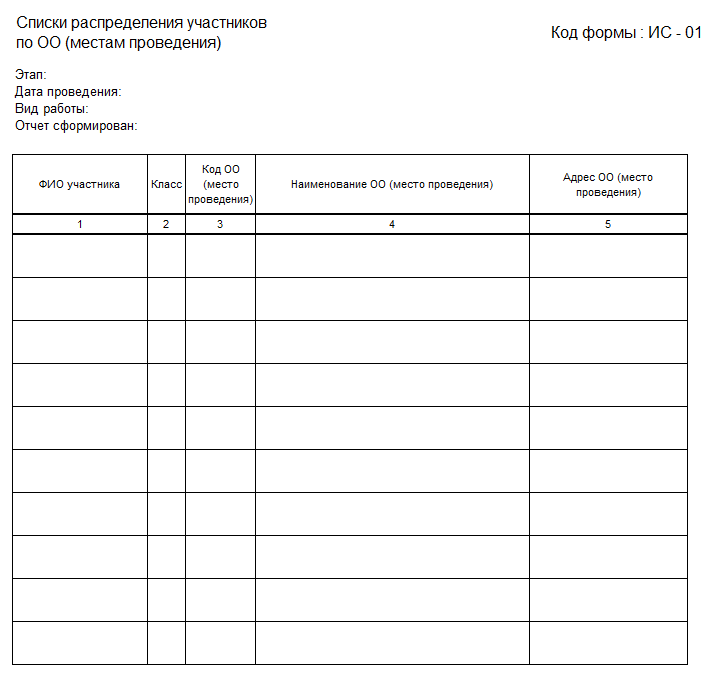 Списки распределения участников
по ОО (местам проведения)
Код формы : ИС - 01
Этап:
Дата проведения:
Вид работы:
Отчет сформирован:
ФИО участника
Класс
Код ОО
(место
проведения)
Наименование ОО (место проведения)
Адрес ОО (место
проведения)
1 2 3 4 5